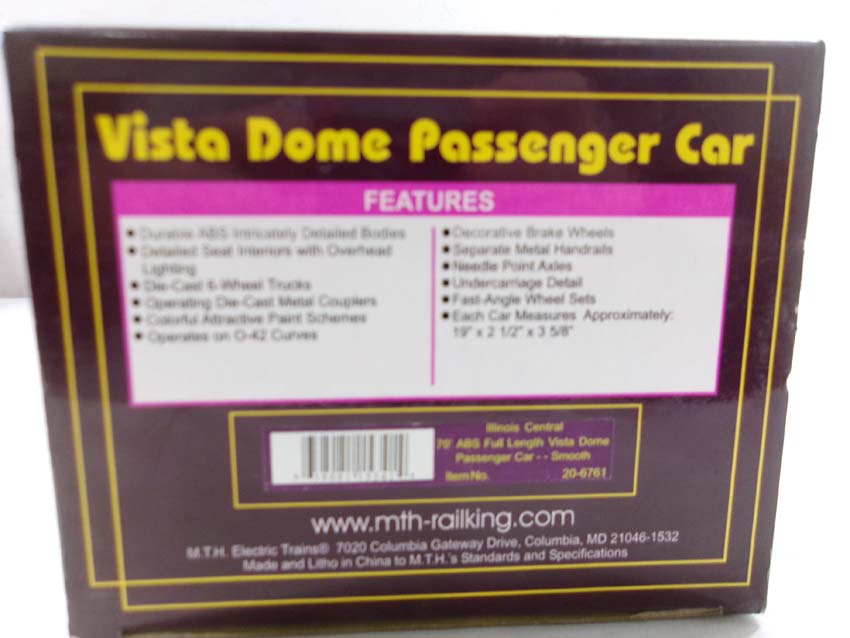 Vista Dome Passenger Car
FEATURES
■ Durable ABS Intricately Detailed Bodies
■ Detailed Seat Interiors with Overhead
Lighting
■ Die-Cast 6-Wheel Trucks
■ Operating Die-Cast Metal Couplers
■ Colorful Attractive Paint Schemes
■ Operates on O-42 Curves
■ Decorative Brake Wheels
■ Separate Metal Handrails
■ Needle Point Axles
■ Undercarriage Detail
■ Fast-Angle Wheel Sets
■ Each Car Measures Approximately:
19" x 2 1/2" x 3 5/8"
Illinois Central
70' ABS Full Length Vista Dome
Passenger Car - - Smooth
Item No. 20-6761
www.mth-railking.com
M.T.H. Electric Trains® 7020 Columbia Gateway Drive, Columbia, MD 21046-1532
Made and Litho in China to M.T.H.'s Standards and Specifications